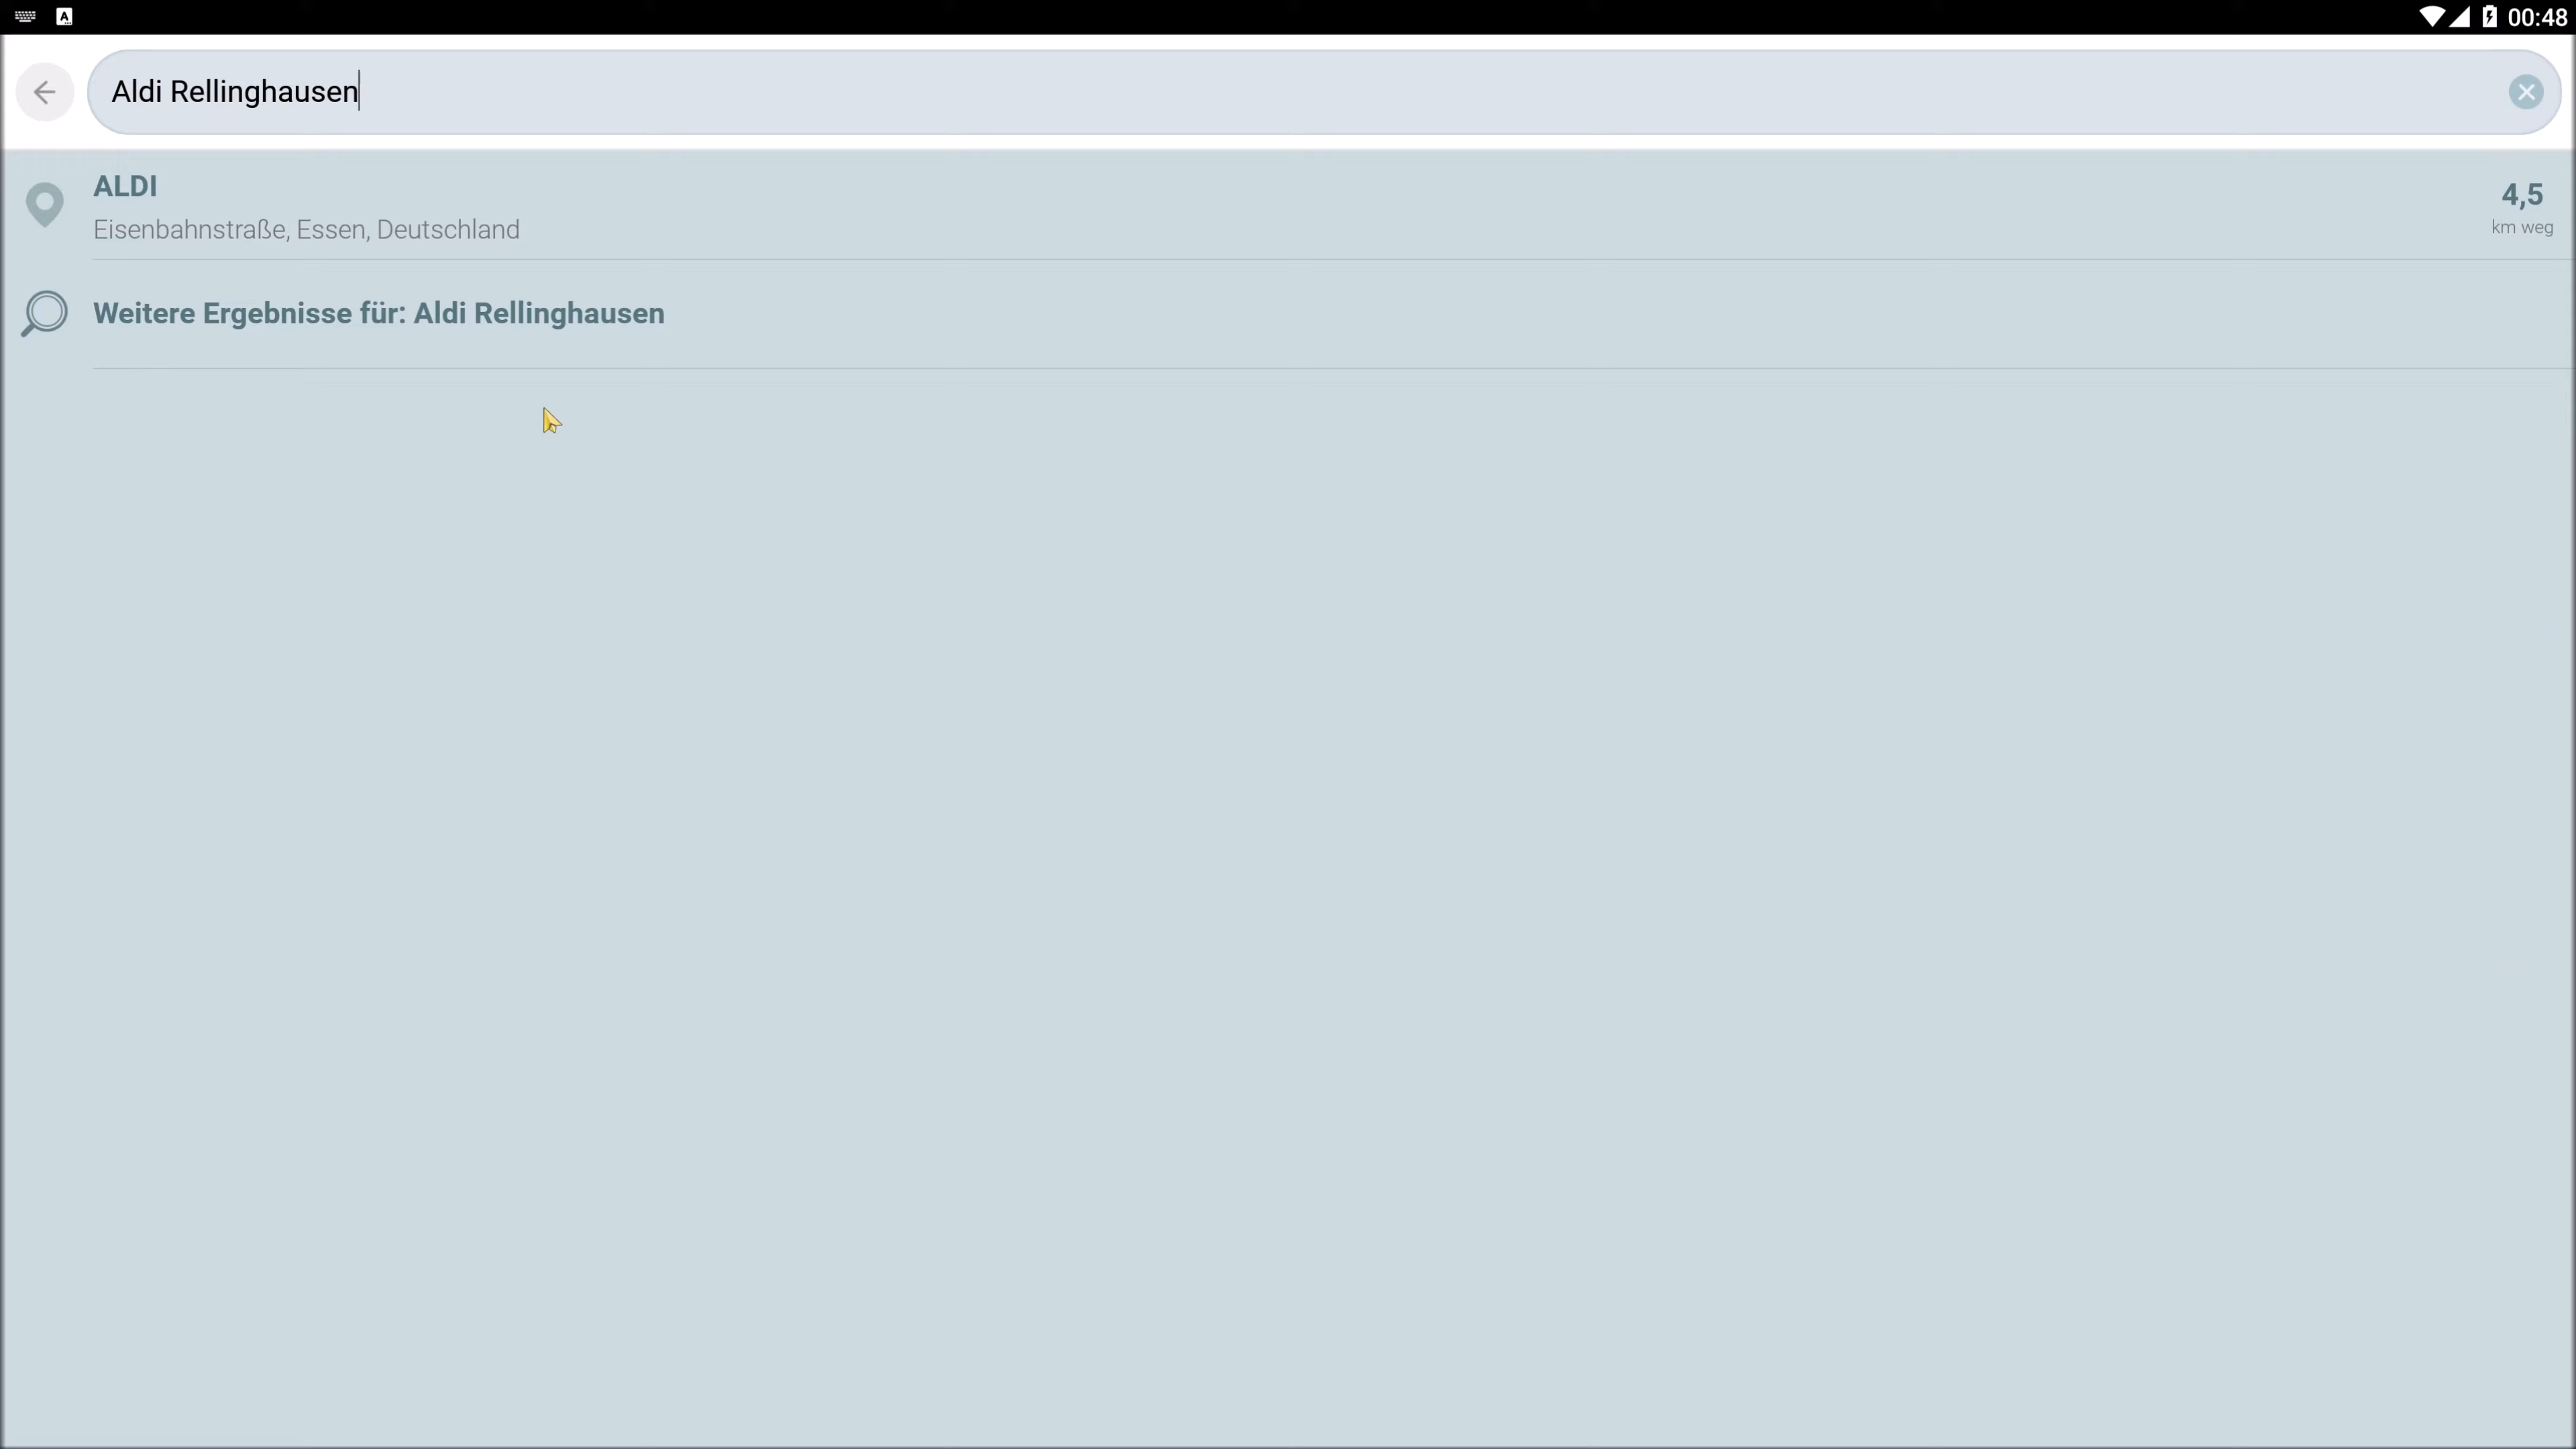 00:48
Aldi Rellinghausen
ALDI
Eisenbahnstraße, Essen, Deutschland
4,5
km weg
Weitere Ergebnisse für: Aldi Rellinghausen